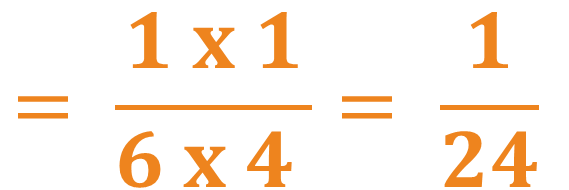 = 1 x 1 / 6 x 4 = 1 / 24